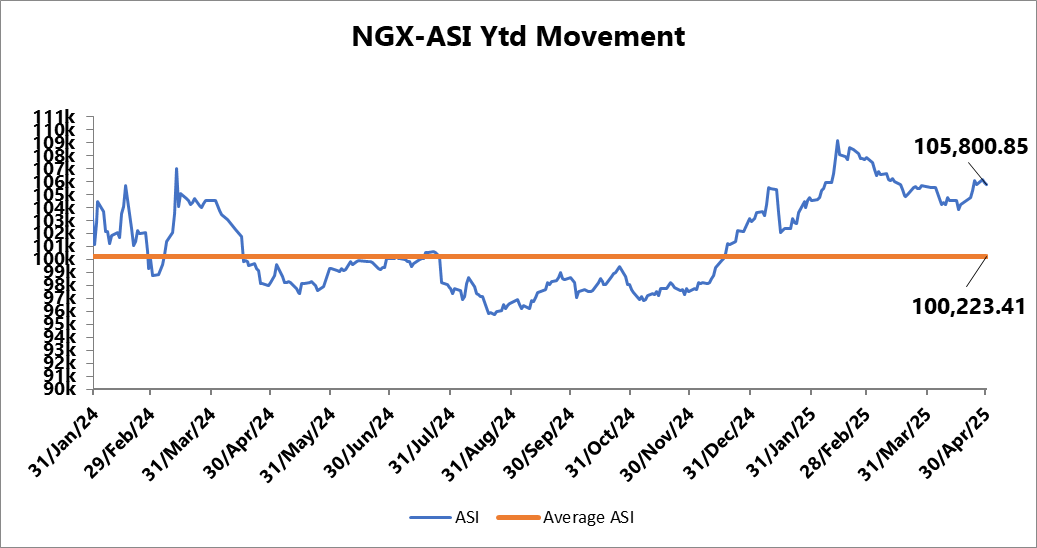 NGX-ASI Ytd Movement
111k
110k
109k
108k
107k
106k
105k
104k
103k
102k
101k
100k
99k
98k
97k
96k
95k
94k
93k
92k
91k
90k
105,800.85
100,223.41
31/Jan/24
29/Feb/24
31/Mar/24
30/Apr/24
31/May/24
30/Jun/24
31/Jul/24
31/Aug/24
30/Sep/24
31/Oct/24
30/Nov/24
31/Dec/24
31/Jan/25
28/Feb/25
31/Mar/25
30/Apr/25
ASI
Average ASI